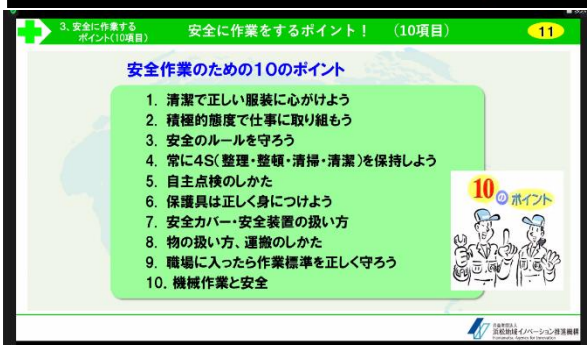 3、安全に作業する
ポイント(10項目)
安全に作業をするポイント! (10項目)
11
安全作業のための10のポイント
1. 清潔で正しい服装に心がけよう
2. 積極的態度で仕事に取り組もう
3. 安全のルールを守ろう
4. 常に4S(整理・整頓・清掃・清潔)を保持しよう
5. 自主点検のしかた
6. 保護具は正しく身につけよう
7. 安全カバー・安全装置の扱い方
8. 物の扱い方、運搬のしかた
9. 職場に入ったら作業標準を正しく守ろう
10. 機械作業と安全
10のポイント
公益財団法人
浜松地域イノベーション推進機構
Hamamatsu Agency for Innovation